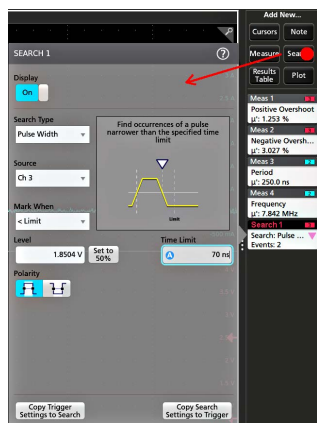 Add New...
Cursors
Note
SEARCH 1
?
Measure
Sea
Results
Table
Plot
Display
On
Search Type
Pulse Width
Find occurrences of a pulse
narrower than the specified time
limit
Limit
Source
Ch 3
Mark When
< Limit
Level
1.8504 V
Set to
50%
Time Limit
A
70 ns
Polarity
Copy Trigger
Settings to Search
Copy Search
Settings to Trigger
Meas 1
Positive Overshoot
µ': 1.253 %
Meas 2
Negative Oversh...
µ': 3.027 %
Meas 3
Period
µ': 250.0 ns
Meas 4
Frequency
µ': 7.842 MHz
Search 1
Search: Pulse ...
Events: 2